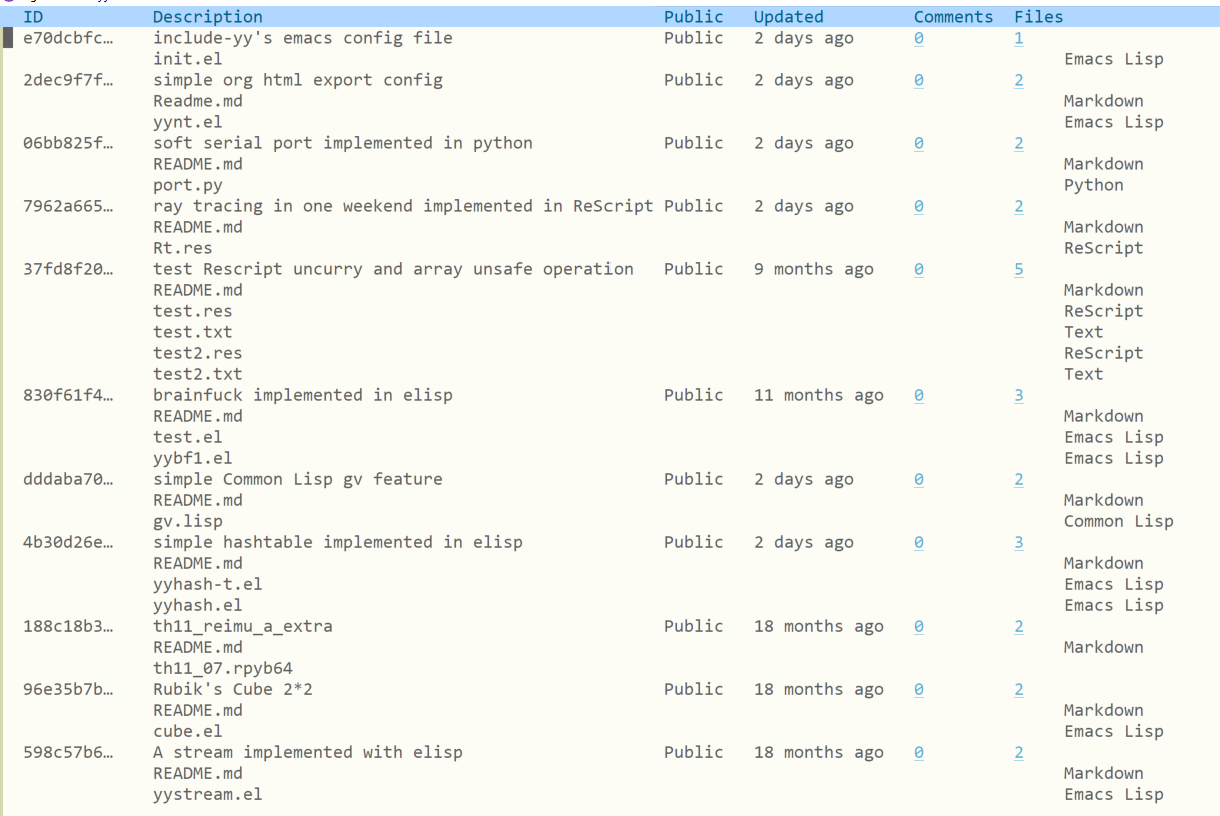 ID Description Public Updated Comments Files
e70dcbfc… include-yy's emacs config file Public 2 days ago 0 1
init.el Emacs Lisp
2dec9f7f… simple org html export config Public 2 days ago 0 2
Readme.md Markdown
yynt.el Emacs Lisp
06bb825f… soft serial port implemented in python Public 2 days ago 0 2
README.md Markdown
port.py Python
7962a665… ray tracing in one weekend implemented in ReScript Public 2 days ago 0 2
README.md Markdown
Rt.res ReScript
37fd8f20… test Rescript uncurry and array unsafe operation Public 9 months ago 0 5
README.md Markdown
test.res ReScript
test.txt Text
test2.res ReScript
test2.txt Text
830f61f4… brainfuck implemented in elisp Public 11 months ago 0 3
README.md Markdown
test.el Emacs Lisp
yybf1.el Emacs Lisp
dddaba70… simple Common Lisp gv feature Public 2 days ago 0 2
README.md Markdown
gv.lisp Common Lisp
4b30d26e… simple hashtable implemented in elisp Public 2 days ago 0 3
README.md Markdown
yyhash-t.el Emacs Lisp
yyhash.el Emacs Lisp
188c18b3… th11_reimu_a_extra Public 18 months ago 0 2
README.md Markdown
th11_07.rpyb64
96e35b7b… Rubik's Cube 2*2 Public 18 months ago 0 2
README.md Markdown
cube.el Emacs Lisp
598c57b6… A stream implemented with elisp Public 18 months ago 0 2
README.md Markdown
yystream.el Emacs Lisp